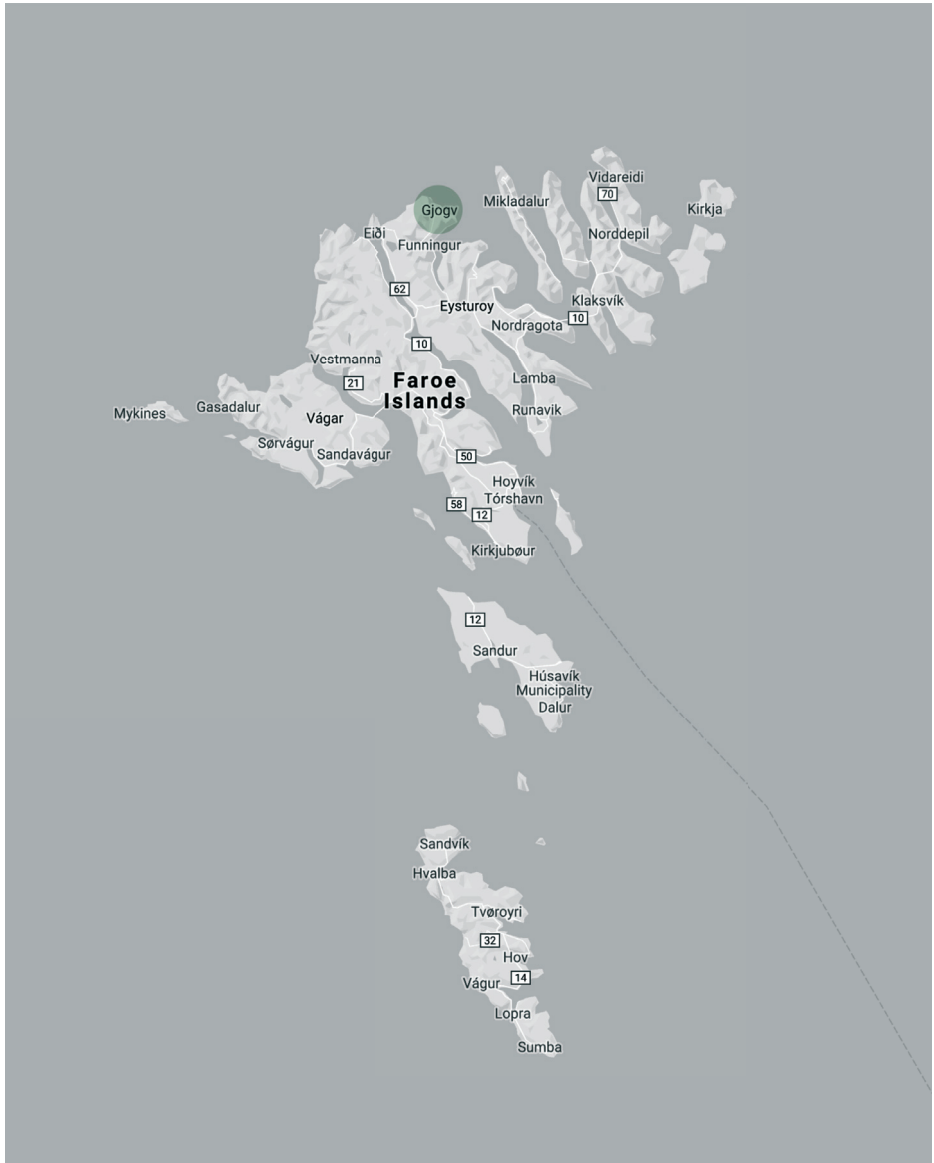 Vidareidi
70
Mikladalur
Kirkja
Gjogv
Eiði
Funningur
Norddepil
62
Klaksvík
Eysturoy
10
Nordragota
10
Vestmanna
21
Faroe
Islands
Lamba
Mykines
Gasadalur
Vágar
Runavik
Sørvágur
Sandavágur
50
Hoyvík
Tórshavn
58
12
Kirkjubøur
12
Sandur
Húsavík
Municipality
Dalur
Sandvík
Hvalba
Tvøroyri
32
Hov
14
Vágur
Lopra
Sumba